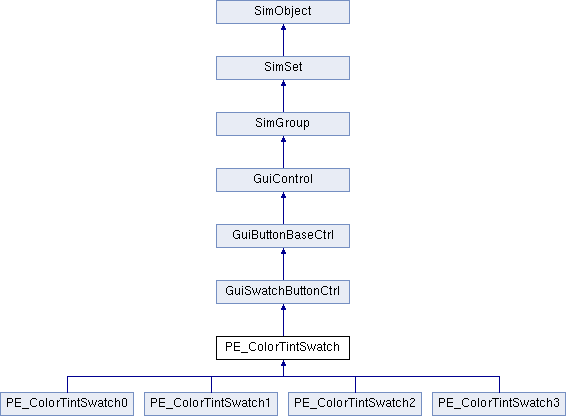 SimObject
SimSet
SimGroup
GuiControl
GuiButtonBaseCtrl
GuiSwatchButtonCtrl
PE_ColorTintSwatch
PE_ColorTintSwatch0
PE_ColorTintSwatch1
PE_ColorTintSwatch2
PE_ColorTintSwatch3